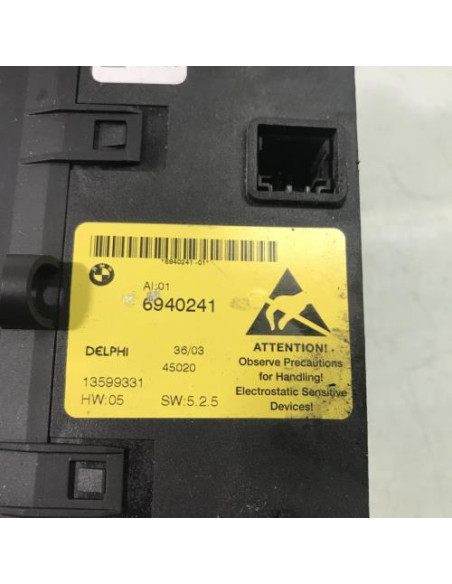 *6940241-01*
AI:01
6940241
DELPHI
36/03
45020
13599331
HW:05
SW:5.2.5
ATTENTION!
Observe Precautions
for Handling!
Electrostatic Sensitive
Devices!